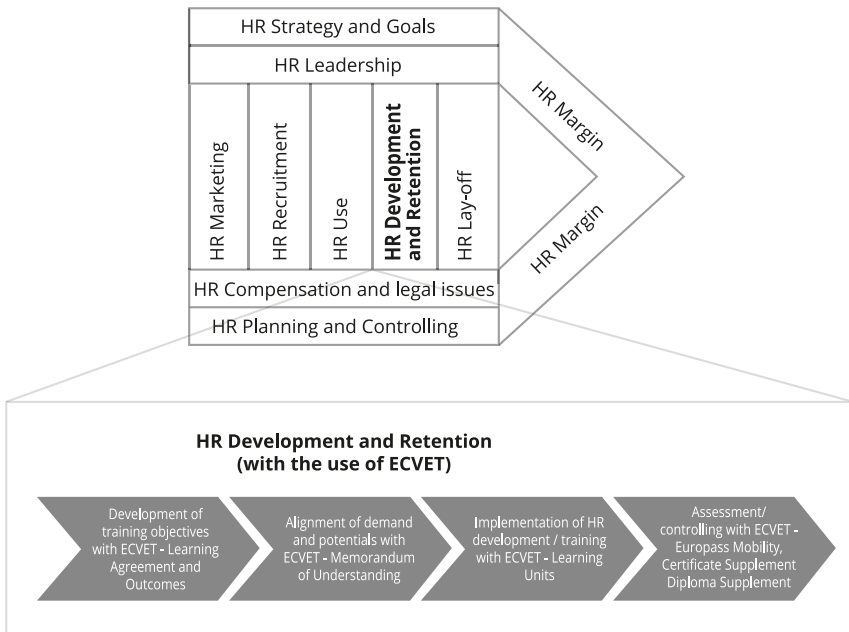 HR Strategy and Goals
HR Leadership
HR Marketing
HR Recruitment
HR Use
HR Development
and Retention
HR Lay-off
HR Margin
HR Margin
HR Compensation and legal issues
HR Planning and Controlling
HR Development and Retention
(with the use of ECVET)
Development of
training objectives
with ECVET - Learning
Agreement and
Outcomes
Alignment of demand
and potentials with
ECVET - Memorandum
of Understanding
Implementation of HR
development / training
with ECVET - Learning
Units
Assessment/
controlling with ECVET -
Europass Mobility,
Certificate Supplement
Diploma Supplement